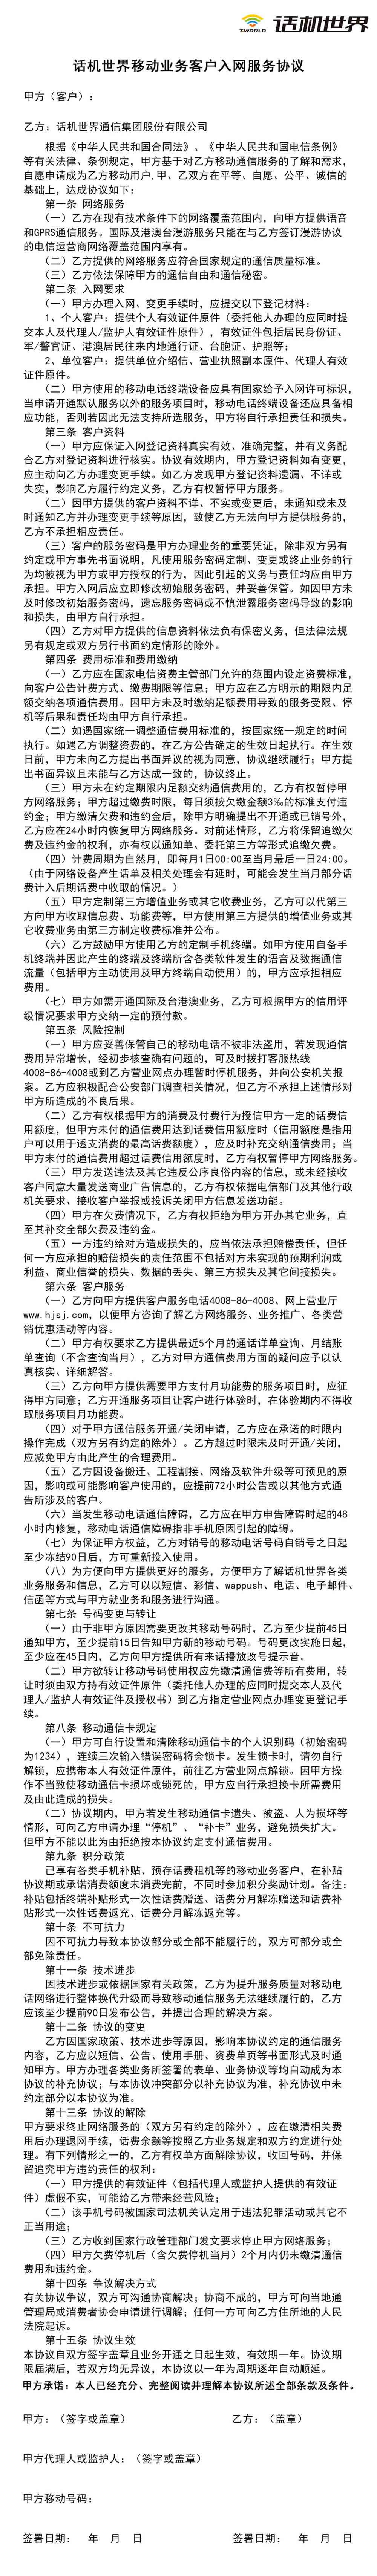 T.WORLD 话机世界
话机世界移动业务客户入网服务协议
甲方（客户）：
乙方：话机世界通信集团股份有限公司
根据《中华人民共和国合同法》、《中华人民共和国电信条例》
等有关法律、条例规定，甲方基于对乙方移动通信服务的了解和需求，
自愿申请成为乙方移动用户.甲、乙双方在平等、自愿、公平、诚信的
基础上，达成协议如下：
第一条 网络服务
（一）乙方在现有技术条件下的网络覆盖范围内，向甲方提供语音
和GPRS通信服务。国际及港澳台漫游服务只能在与乙方签订漫游协议
的电信运营商网络覆盖范围内享有。
（二）乙方提供的网络服务应符合国家规定的通信质量标准。
（三）乙方依法保障甲方的通信自由和通信秘密。
第二条 入网要求
（一）甲方办理入网、变更手续时，应提交以下登记材料：
1、个人客户：提供个人有效证件原件（委托他人办理的应同时提
交本人及代理人/监护人有效证件原件），有效证件包括居民身份证、
军/警官证、港澳居民往来内地通行证、台胞证、护照等；
2、单位客户：提供单位介绍信、营业执照副本原件、代理人有效
证件原件。
（二）甲方使用的移动电话终端设备应具有国家给予入网许可标识，
当申请开通默认服务以外的服务项目时，移动电话终端设备还应具备相
应功能，否则若因此无法支持所选服务，甲方将自行承担责任和损失。
第三条 客户资料
（一）甲方应保证入网登记资料真实有效、准确完整，并有义务配
合乙方对登记资料进行核实。协议有效期内，甲方登记资料如有变更，
应主动向乙方办理变更手续。如乙方发现甲方登记资料遗漏、不详或
失实，影响乙方履行约定义务，乙方有权暂停甲方服务。
（二）因甲方提供的客户资料不详、不实或变更后，未通知或未及
时通知乙方并办理变更手续等原因，致使乙方无法向甲方提供服务的，
乙方不承担相应责任。
（三）客户的服务密码是甲方办理业务的重要凭证，除非双方另有
约定或甲方事先书面说明，凡使用服务密码定制、变更或终止业务的行
为均被视为甲方或甲方授权的行为，因此引起的义务与责任均应由甲方
承担。甲方入网后应立即修改初始服务密码，并妥善保管。如因甲方未
及时修改初始服务密码，遗忘服务密码或不慎泄露服务密码导致的影响
和损失，由甲方自行承担。
（四）乙方对甲方提供的信息资料依法负有保密义务，但法律法规
另有规定或双方另行书面约定情形的除外。
第四条 费用标准和费用缴纳
（一）乙方应在国家电信资费主管部门允许的范围内设定资费标准，
向客户公告计费方式、缴费期限等信息；甲方应在乙方明示的期限内足
额交纳各项通信费用。因甲方未及时缴纳足额费用导致的服务受限、停
机等后果和责任均由甲方自行承担。
（二）如遇国家统一调整通信费用标准的，按国家统一规定的时间
执行。如遇乙方调整资费的，在乙方公告确定的生效日起执行。在生效
日前，甲方未向乙方提出书面异议的视为同意，协议继续履行；甲方提
出书面异议且未能与乙方达成一致的，协议终止。
（三）甲方未在约定期限内足额交纳通信费用的，乙方有权暂停甲
方网络服务；甲方超过缴费时限，每日须按欠缴金额3‰的标准支付违
约金；甲方缴清欠费和违约金后，除甲方明确提出不开通或已销号外，
乙方应在24小时内恢复甲方网络服务。对前述情形，乙方将保留追缴欠
费及违约金的权利，亦有权以通知单、委托第三方等形式追缴欠费。
（四）计费周期为自然月，即每月1日00:00至当月最后一日24:00。
（由于网络设备产生话单及相关处理会有延时，可能会发生当月部分话
费计入后期话费中收取的情况。）
（五）甲方定制第三方增值业务或其它收费业务，乙方可以代第三
方向甲方收取信息费、功能费等，甲方使用第三方提供的增值业务或其
它收费业务由第三方制定收费标准并公布。
（六）乙方鼓励甲方使用乙方的定制手机终端。如甲方使用自备手
机终端并因此产生的终端及终端所含各类软件发生的语音及数据通信
流量（包括甲方主动使用及甲方终端自动使用）的，甲方应承担相应
费用。
（七）甲方如需开通国际及台港澳业务，乙方可根据甲方的信用评
级情况要求甲方交纳一定的预付款。
第五条 风险控制
（一）甲方应妥善保管自己的移动电话不被非法盗用，若发现通信
费用异常增长，经初步核查确有问题的，可及时拨打客服热线
4008-86-4008或到乙方营业网点办理暂时停机服务，并向公安机关报
案。乙方应积极配合公安部门调查相关情况，但乙方不承担上述情形对
甲方所造成的不良后果。
（二）乙方有权根据甲方的消费及付费行为授信甲方一定的话费信
用额度，但甲方未付的通信费用达到话费信用额度时（信用额度是指用
户可以用于透支消费的最高话费额度），应及时补充交纳通信费用；当
甲方未付的通信费用超过话费信用额度时，乙方有权暂停甲方网络服务。
（三）甲方发送违法及其它违反公序良俗内容的信息，或未经接收
客户同意大量发送商业广告信息的，乙方有权依据电信部门及其他行政
机关要求、接收客户举报或投诉关闭甲方信息发送功能。
（四）甲方在欠费情况下，乙方有权拒绝为甲方开办其它业务，直
至其补交全部欠费及违约金。
（五）一方违约给对方造成损失的，应当依法承担赔偿责任，但任
何一方应承担的赔偿损失的责任范围不包括对方未实现的预期利润或
利益、商业信誉的损失、数据的丢失、第三方损失及其它间接损失。
第六条 客户服务
（一）乙方向甲方提供客户服务电话4008-86-4008、网上营业厅
www.hjsj.com，以便甲方咨询了解乙方网络服务、业务推广、各类营
销优惠活动等内容。
（二）甲方有权要求乙方提供最近5个月的通话详单查询、月结账
单查询（不含查询当月），乙方对甲方通信费用方面的疑问应予以认
真核实、详细解答。
（三）乙方向甲方提供需要甲方支付月功能费的服务项目时，应征
得甲方同意；乙方开通服务项目让客户进行体验时，在体验期内不得收
取服务项目月功能费。
（四）对于甲方通信服务开通/关闭申请，乙方应在承诺的时限内
操作完成（双方另有约定的除外）。乙方超过时限未及时开通/关闭，
应减免甲方由此产生的合理费用。
（五）乙方因设备搬迁、工程割接、网络及软件升级等可预见的原
因，影响或可能影响客户使用的，应提前72小时公告或以其他方式通
告所涉及的客户。
（六）当发生移动电话通信障碍，乙方应在甲方申告障碍时起的48
小时内修复，移动电话通信障碍指非手机原因引起的障碍。
（七）为保证甲方权益，乙方对销号的移动电话号码自销号之日起
至少冻结90日后，方可重新投入使用。
（八）为方便向甲方提供更好的服务，方便甲方了解话机世界各类
业务服务和信息，乙方可以以短信、彩信、wappush、电话、电子邮件、
信函等方式与甲方就业务和服务进行沟通。
第七条 号码变更与转让
（一）由于非甲方原因需要更改其移动号码时，乙方至少提前45日
通知甲方，至少提前15日告知甲方新的移动号码。号码更改实施日起，
至少应在45日内，乙方向甲方提供所有来话播放改号提示音。
（二）甲方欲转让移动号码使用权应先缴清通信费等所有费用，转
让时须由双方持有效证件原件（委托他人办理的应同时提交本人及代
理人/监护人有效证件及授权书）到乙方指定营业网点办理变更登记手
续。
第八条 移动通信卡规定
（一）甲方可自行设置和清除移动通信卡的个人识别码（初始密码
为1234），连续三次输入错误密码将会锁卡。发生锁卡时，请勿自行
解锁，应携带本人有效证件原件，前往乙方营业网点解锁。因甲方操
作不当致使移动通信卡损坏或锁死的，甲方应自行承担换卡所需费用
及由此造成的损失。
（二）协议期内，甲方若发生移动通信卡遗失、被盗、人为损坏等
情形，可向乙方申请办理“停机”、“补卡”业务，避免损失扩大。
但甲方不能以此为由拒绝按本协议约定支付通信费用。
第九条 积分政策
已享有各类手机补贴、预存话费租机等的移动业务客户，在补贴
协议期或承诺消费额度未消费完前，不同时参加积分奖励计划。备注：
补贴包括终端补贴形式一次性话费赠送、话费分月解冻赠送和话费补
贴形式一次性话费返充、话费分月解冻返充等。
第十条 不可抗力
因不可抗力导致本协议部分或全部不能履行的，双方可部分或全
部免除责任。
第十一条 技术进步
因技术进步或依据国家有关政策，乙方为提升服务质量对移动电
话网络进行整体换代升级而导致移动通信服务无法继续履行的，乙方
应该至少提前90日发布公告，并提出合理的解决方案。
第十二条 协议的变更
乙方因国家政策、技术进步等原因，影响本协议约定的通信服务
内容，乙方应以短信、公告、使用手册、资费单页等书面形式及时通
知甲方。甲方办理各类业务所签署的表单、业务协议等均自动成为本
协议的补充协议；与本协议冲突部分以补充协议为准，补充协议中未
约定部分以本协议为准。
第十三条 协议的解除
甲方要求终止网络服务的（双方另有约定的除外），应在缴清相关费
用后办理退网手续，话费余额等按照乙方业务规定和双方约定进行处
理。有下列情形之一的，乙方有权单方面解除协议，收回号码，并保
留追究甲方违约责任的权利：
（一）甲方提供的有效证件（包括代理人或监护人提供的有效证
件）虚假不实，可能给乙方带来经营风险；
（二）该手机号码被国家司法机关认定用于违法犯罪活动或其它不
正当用途；
（三）乙方收到国家行政管理部门发文要求停止甲方网络服务；
（四）甲方欠费停机后（含欠费停机当月）2个月内仍未缴清通信
费用和违约金。
第十四条 争议解决方式
有关协议争议，双方可沟通协商解决；协商不成的，甲方可向当地通
管理局或消费者协会申请进行调解；任何一方可向乙方住所地的人民
法院起诉。
第十五条 协议生效
本协议自双方签字盖章且业务开通之日起生效，有效期一年。协议期
限届满后，若双方均无异议，本协议以一年为周期逐年自动顺延。
甲方承诺：本人已经充分、完整阅读并理解本协议所述全部条款及条件。
甲方：（签字或盖章） 乙方：（盖章）
甲方代理人或监护人：（签字或盖章）
甲方移动号码：
签署日期： 年 月 日 签署日期： 年 月 日